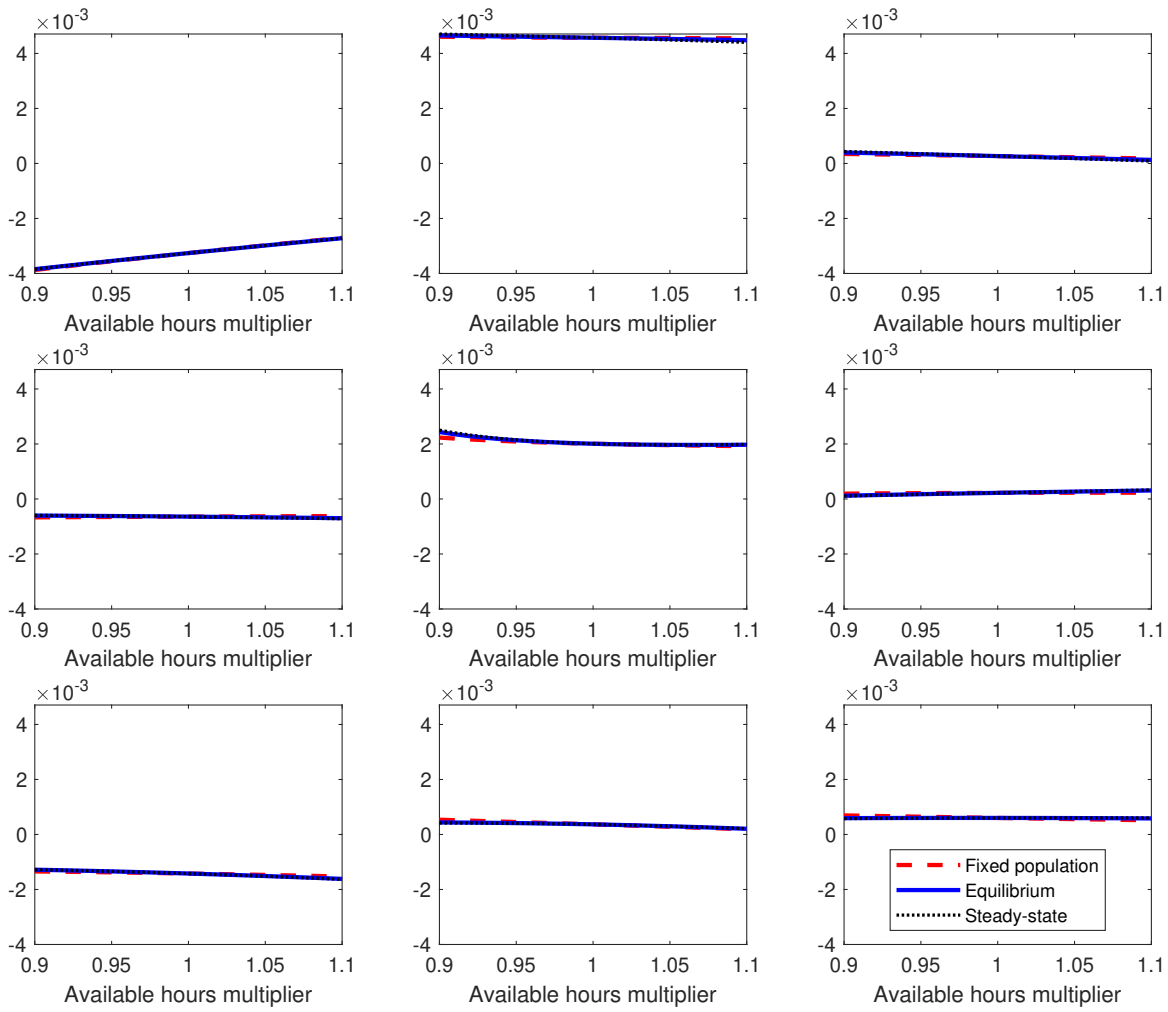 ×10-3 ×10-3 ×10-3
4 4 4
2 2 2
0 0 0
-2 -2 -2
-4 -4 -4
0.9 0.95 1 1.05 1.1 0.9 0.95 1 1.05 1.1 0.9 0.95 1 1.05 1.1
Available hours multiplier Available hours multiplier Available hours multiplier
×10-3 ×10-3 ×10-3
4 4 4
2 2 2
0 0 0
-2 -2 -2
-4 -4 -4
0.9 0.95 1 1.05 1.1 0.9 0.95 1 1.05 1.1 0.9 0.95 1 1.05 1.1
Available hours multiplier Available hours multiplier Available hours multiplier
×10-3 ×10-3 ×10-3
4 4 4
2 2 2
0 0 0
-2 -2 -2
Fixed population
Equilibrium
Steady-state
-4 -4 -4
0.9 0.95 1 1.05 1.1 0.9 0.95 1 1.05 1.1 0.9 0.95 1 1.05 1.1
Available hours multiplier Available hours multiplier Available hours multiplier